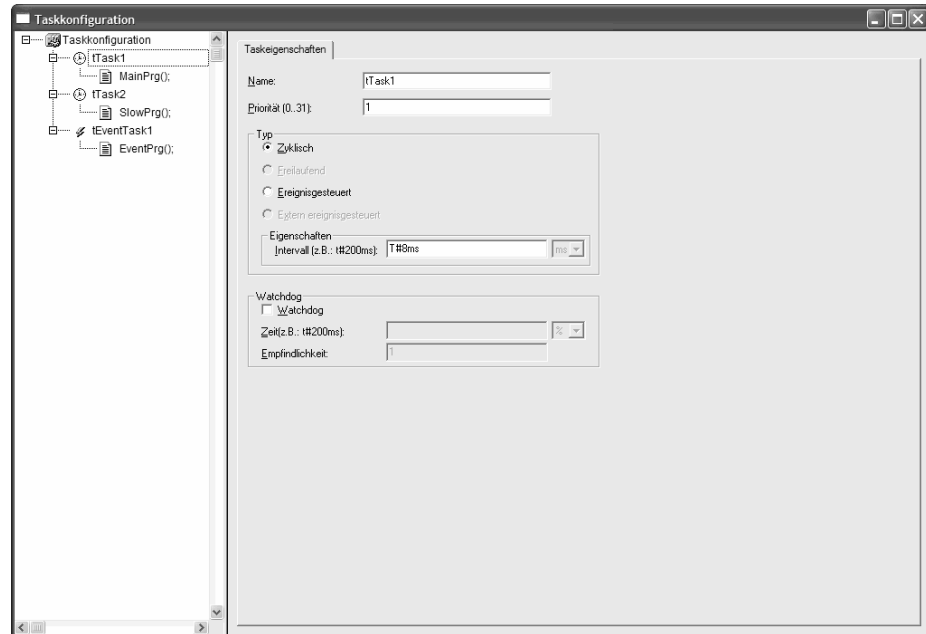 Taskkonfiguration
Taskkonfiguration
tTask1
MainPrg();
tTask2
SlowPrg();
tEventTask1
EventPrg();
Taskeigenschaften
Name: tTask1
Priorität (0..31): 1
Typ
Zyklisch
Freilaufend
Ereignisgesteuert
Extern ereignisgesteuert
Eigenschaften
Intervall (z.B.: t#200ms): T#8ms ms
Watchdog
Watchdog
Zeit(z.B.: t#200ms): %
Empfindlichkeit: 1